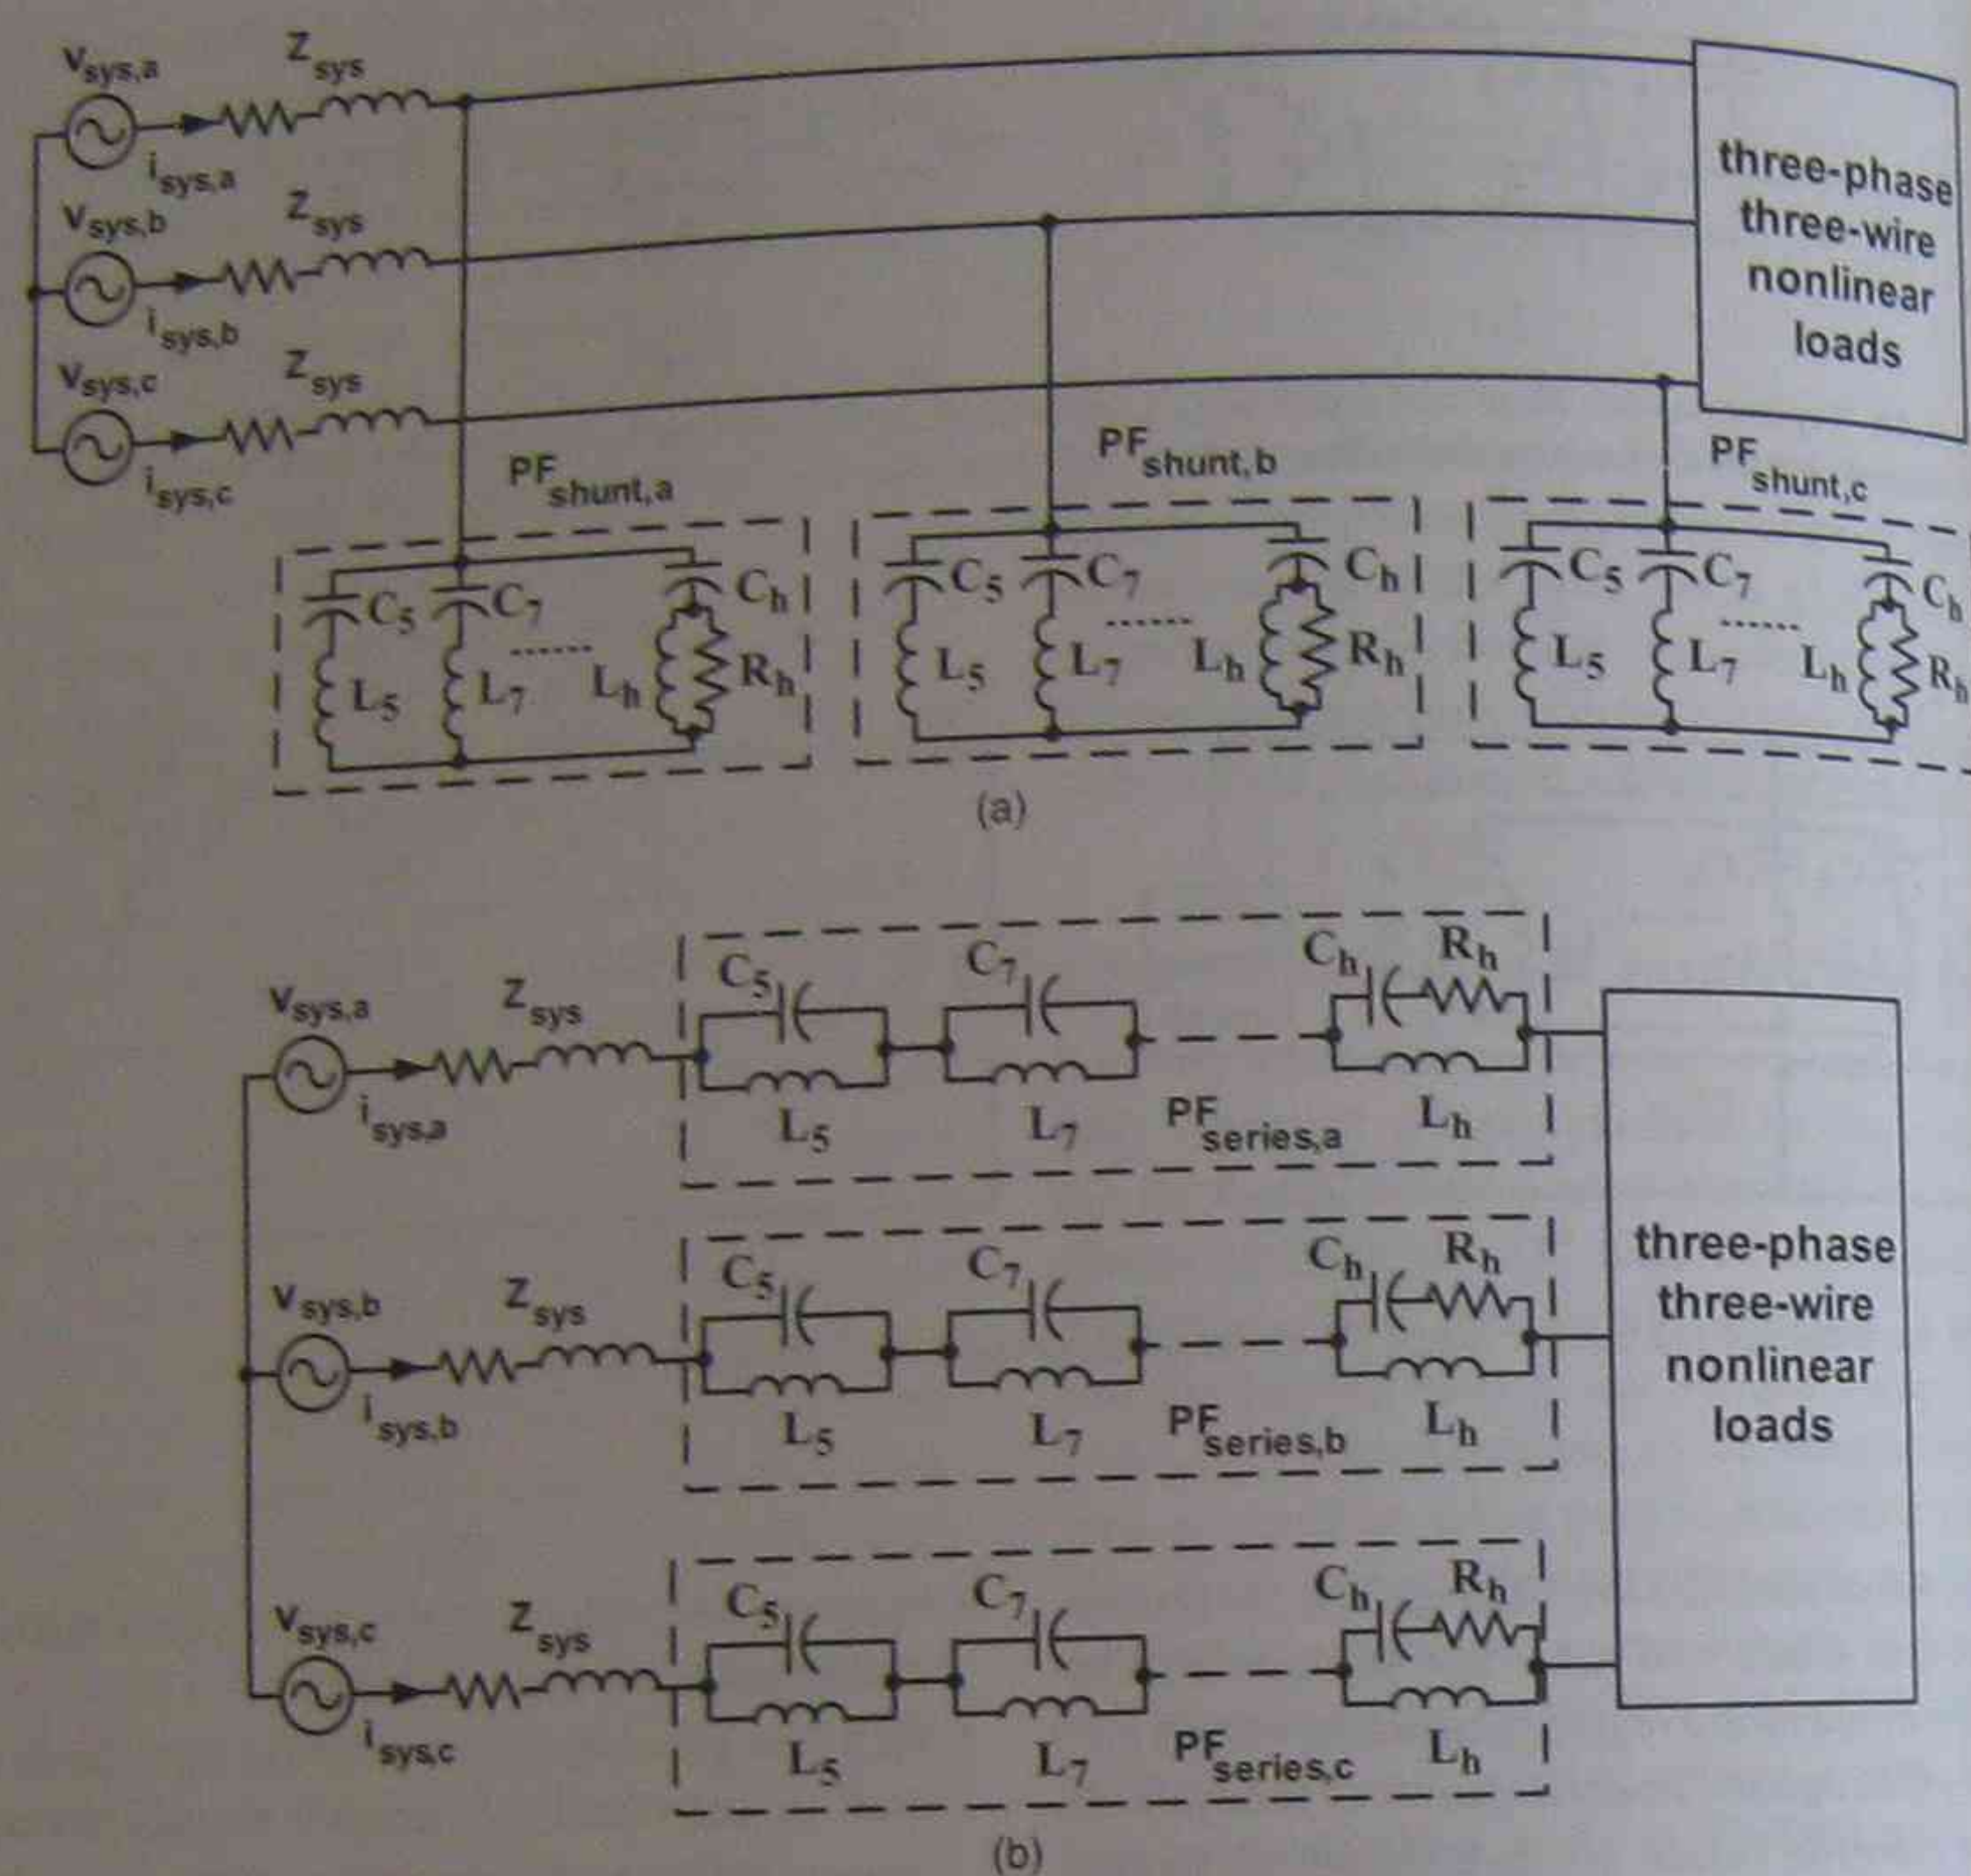 v sys,a
Z sys
i sys,a
v sys,b
Z sys
i sys,b
v sys,c
Z sys
i sys,c
three-phase
three-wire
nonlinear
loads
PF shunt,a
PF shunt,b
PF shunt,c
C5 C7 Ch
L5 L7 ...... Lh Rh
C5 C7 Ch
L5 L7 ...... Lh Rh
C5 C7 Ch
L5 L7 ...... Lh Rh
(a)
v sys,a
Z sys
i sys,a
C5 C7 Ch Rh
L5 L7 PF series,a Lh
v sys,b
Z sys
i sys,b
C5 C7 Ch Rh
L5 L7 PF series,b Lh
v sys,c
Z sys
i sys,c
C5 C7 Ch Rh
L5 L7 PF series,c Lh
three-phase
three-wire
nonlinear
loads
(b)